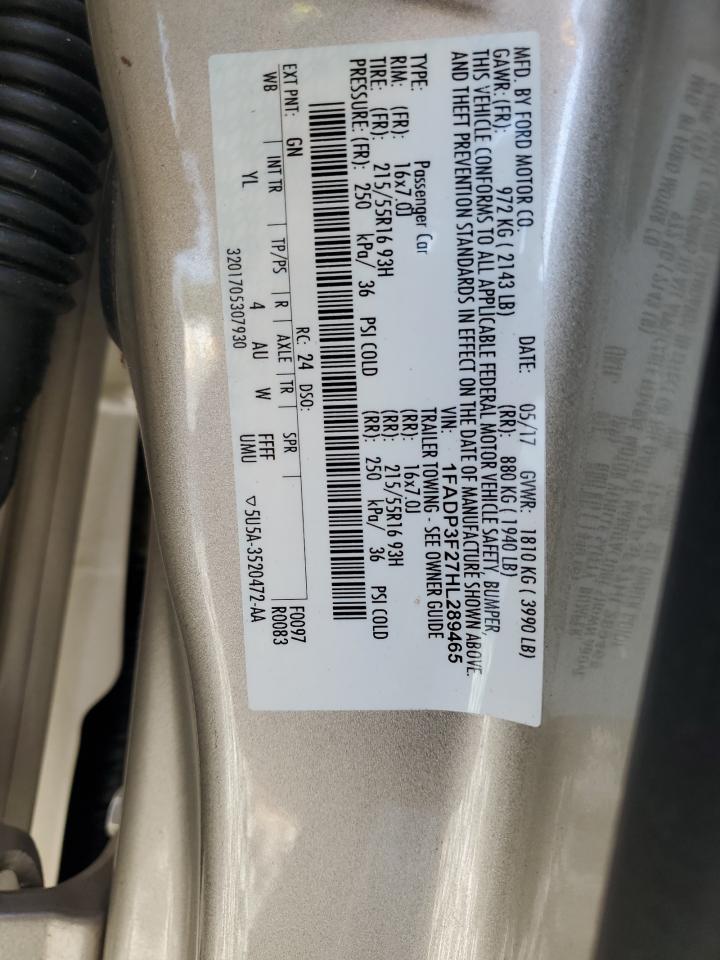 MFD. BY FORD MOTOR CO.
DATE: 05/17 GVWR: 1810 KG ( 3990 LB)
GAWR: (FR): 972 KG ( 2143 LB) (RR): 880 KG ( 1940 LB)
THIS VEHICLE CONFORMS TO ALL APPLICABLE FEDERAL MOTOR VEHICLE SAFETY, BUMPER,
AND THEFT PREVENTION STANDARDS IN EFFECT ON THE DATE OF MANUFACTURE SHOWN ABOVE.
VIN: 1FADP3F27HL289465
TYPE: Passenger Car TRAILER TOWING - SEE OWNER GUIDE
RIM: (FR): 16x7.0J (RR): 16x7.0J
TIRE: (FR): 215/55R16 93H (RR): 215/55R16 93H
PRESSURE: (FR): 250 kPa/ 36 PSI COLD (RR): 250 kPa/ 36 PSI COLD
F0097
R0083
EXT PNT: GN RC: 24 DSO:
WB INT TR TP/PS R AXLE TR SPR
YL 4 AU W FFFF
UMU
3201705307930 ▽5U5A-3520472-AA